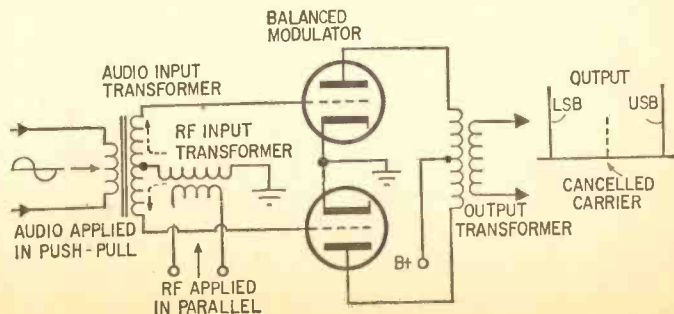 BALANCED
MODULATOR
AUDIO INPUT
TRANSFORMER
RF INPUT
TRANSFORMER
AUDIO APPLIED
IN PUSH-PULL
RF APPLIED
IN PARALLEL
B+
OUTPUT
TRANSFORMER
OUTPUT
LSB
USB
CANCELLED
CARRIER